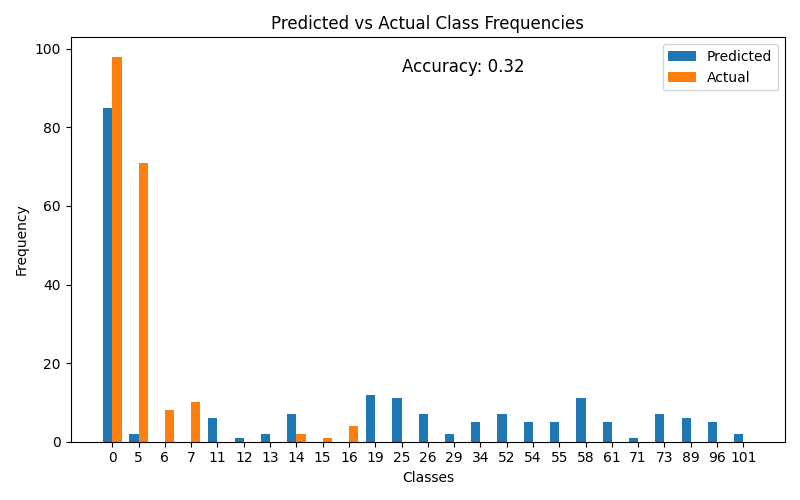 Predicted vs Actual Class Frequencies
Accuracy: 0.32
Predicted
Actual
100
80
60
40
20
0
Frequency
0 5 6 7 11 12 13 14 15 16 19 25 26 29 34 52 54 55 58 61 71 73 89 96 101
Classes